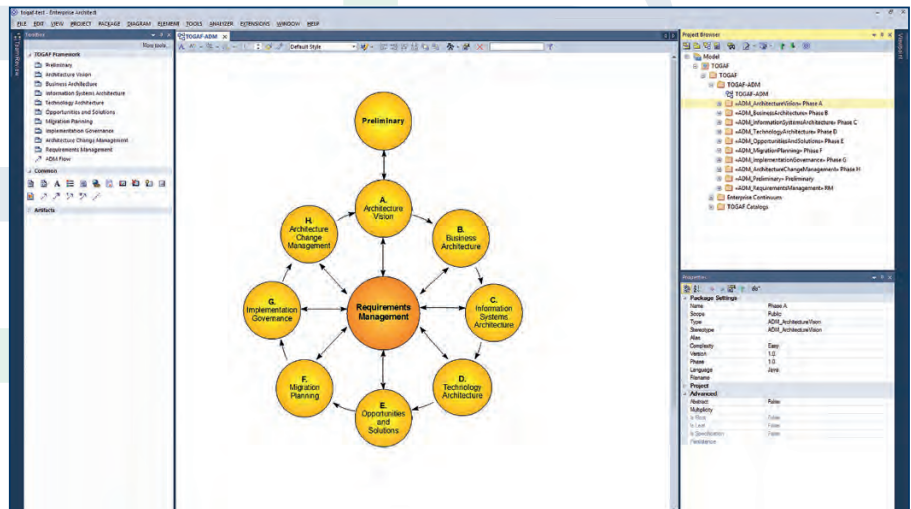 togaf-test - Enterprise Architect
FILE EDIT VIEW PROJECT PACKAGE DIAGRAM ELEMENT TOOLS ANALYZER EXTENSIONS WINDOW HELP
Toolbox
More tools...
TOGAF Framework
Preliminary
Architecture Vision
Business Architecture
Information Systems Architecture
Technology Architecture
Opportunities and Solutions
Migration Planning
Implementation Governance
Architecture Change Management
Requirements Management
ADM Flow
Common
Artifacts
TOGAF-ADM
Default Style
Preliminary
A.
Architecture
Vision
H.
Architecture
Change
Management
B.
Business
Architecture
G.
Implementation
Governance
Requirements
Management
C.
Information
Systems
Architecture
F.
Migration
Planning
D.
Technology
Architecture
E.
Opportunities
and
Solutions
Project Browser
Model
TOGAF
TOGAF
TOGAF-ADM
TOGAF-ADM
«ADM_ArchitectureVision» Phase A
«ADM_BusinessArchitecture» Phase B
«ADM_InformationSystemsArchitecture» Phase C
«ADM_TechnologyArchitecture» Phase D
«ADM_OpportunitiesAndSolutions» Phase E
«ADM_MigrationPlanning» Phase F
«ADM_ImplementationGovernance» Phase G
«ADM_ArchitectureChangeManagement» Phase H
«ADM_Preliminary» Preliminary
«ADM_RequirementsManagement» RM
Enterprise Continuum
TOGAF Catalogs
Properties
Package Settings
Name Phase A
Scope Public
Type ADM_ArchitectureVision
Stereotype ADM_ArchitectureVision
Alias
Complexity Easy
Version 1.0
Phase 1.0
Language Java
Filename
Project
Advanced
Abstract False
Multiplicity
Is Root False
Is Leaf False
Is Specification False
Persistence